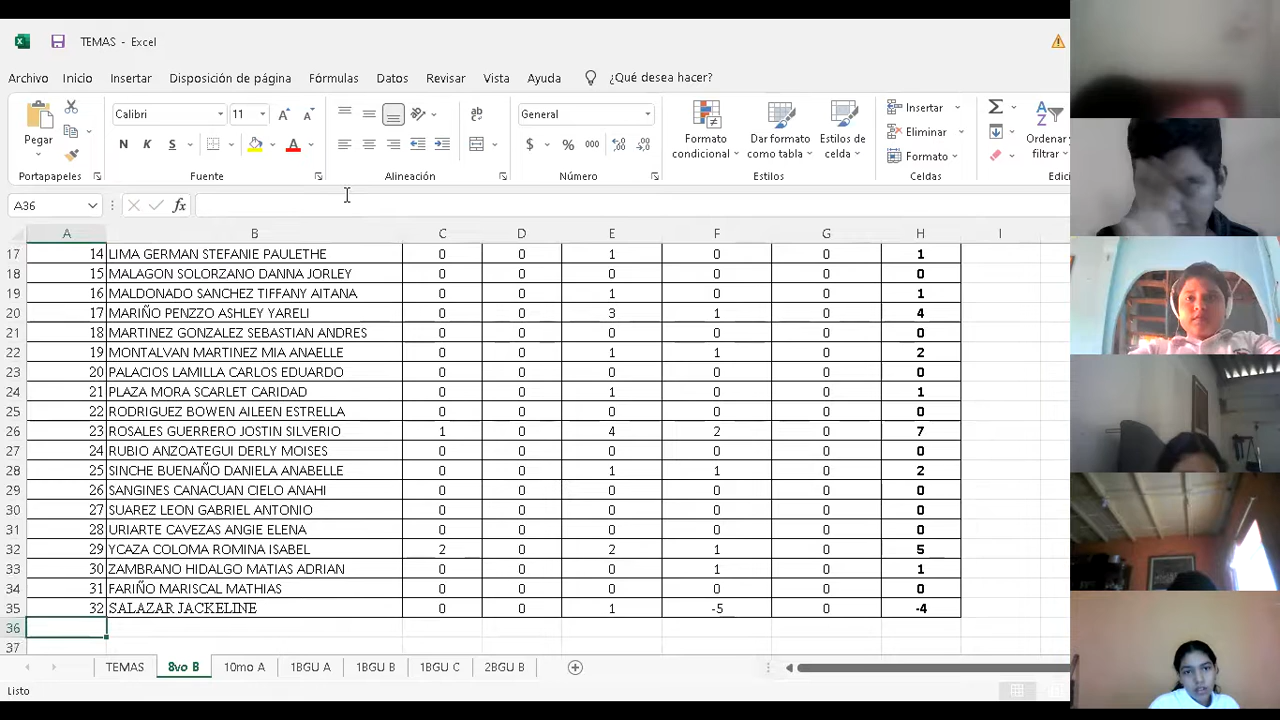 TEMAS - Excel
Archivo Inicio Insertar Disposición de página Fórmulas Datos Revisar Vista Ayuda ¿Qué desea hacer?
Pegar
Calibri 11
N K S
General
$ % 000
Formato condicional
Dar formato como tabla
Estilos de celda
Insertar
Eliminar
Formato
Ordenar filtrar
Portapapeles Fuente Alineación Número Estilos Celdas Edici
A36 fx
A B C D E F G H I
17 14 LIMA GERMAN STEFANIE PAULETHE 0 0 1 0 0 1
18 15 MALAGON SOLORZANO DANNA JORLEY 0 0 0 0 0 0
19 16 MALDONADO SANCHEZ TIFFANY AITANA 0 0 1 0 0 1
20 17 MARIÑO PENZZO ASHLEY YARELI 0 0 3 1 0 4
21 18 MARTINEZ GONZALEZ SEBASTIAN ANDRES 0 0 0 0 0 0
22 19 MONTALVAN MARTINEZ MIA ANAELLE 0 0 1 1 0 2
23 20 PALACIOS LAMILLA CARLOS EDUARDO 0 0 0 0 0 0
24 21 PLAZA MORA SCARLET CARIDAD 0 0 1 0 0 1
25 22 RODRIGUEZ BOWEN AILEEN ESTRELLA 0 0 0 0 0 0
26 23 ROSALES GUERRERO JOSTIN SILVERIO 1 0 4 2 0 7
27 24 RUBIO ANZOATEGUI DERLY MOISES 0 0 0 0 0 0
28 25 SINCHE BUENAÑO DANIELA ANABELLE 0 0 1 1 0 2
29 26 SANGINES CANACUAN CIELO ANAHI 0 0 0 0 0 0
30 27 SUAREZ LEON GABRIEL ANTONIO 0 0 0 0 0 0
31 28 URIARTE CAVEZAS ANGIE ELENA 0 0 0 0 0 0
32 29 YCAZA COLOMA ROMINA ISABEL 2 0 2 1 0 5
33 30 ZAMBRANO HIDALGO MATIAS ADRIAN 0 0 0 1 0 1
34 31 FARIÑO MARISCAL MATHIAS 0 0 0 0 0 0
35 32 SALAZAR JACKELINE 0 0 1 -5 0 -4
36
37
TEMAS 8vo B 10mo A 1BGU A 1BGU B 1BGU C 2BGU B
Listo